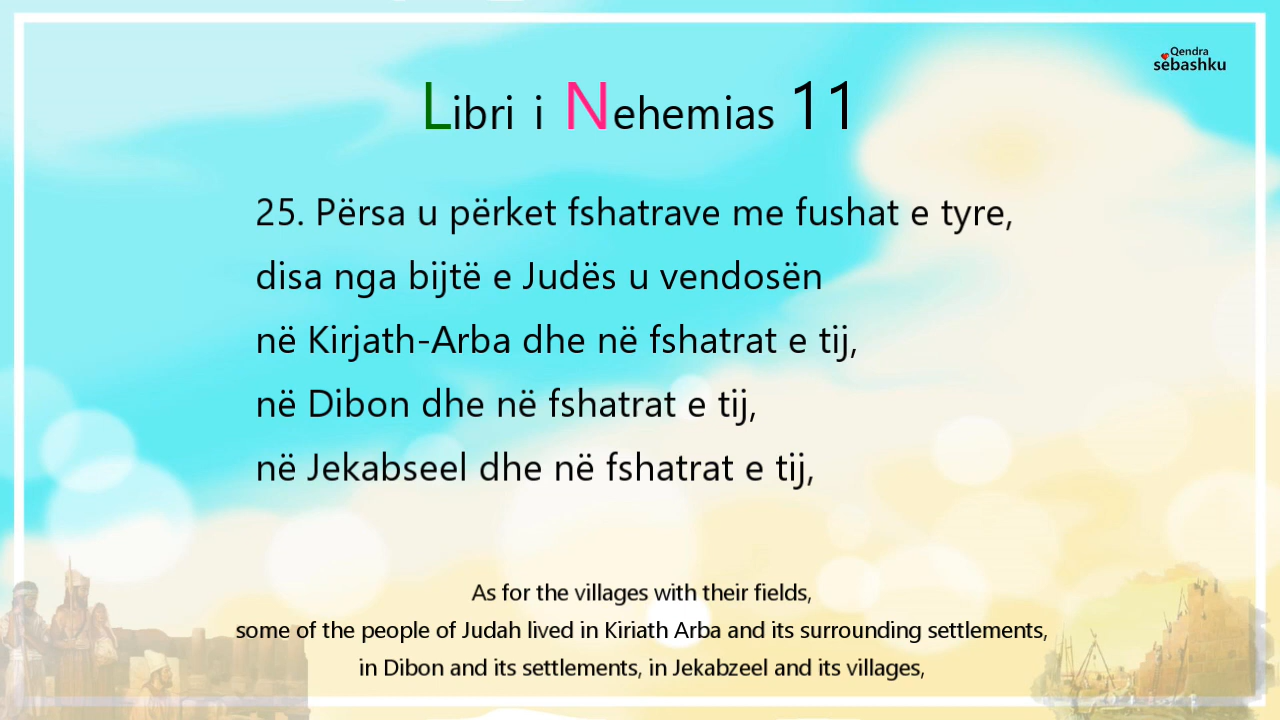 Qendra
sëbashku
Libri i Nehemias 11
25. Përsa u përket fshatrave me fushat e tyre,
disa nga bijtë e Judës u vendosën
në Kirjath-Arba dhe në fshatrat e tij,
në Dibon dhe në fshatrat e tij,
në Jekabseel dhe në fshatrat e tij,
As for the villages with their fields,
some of the people of Judah lived in Kiriath Arba and its surrounding settlements,
in Dibon and its settlements, in Jekabzeel and its villages,